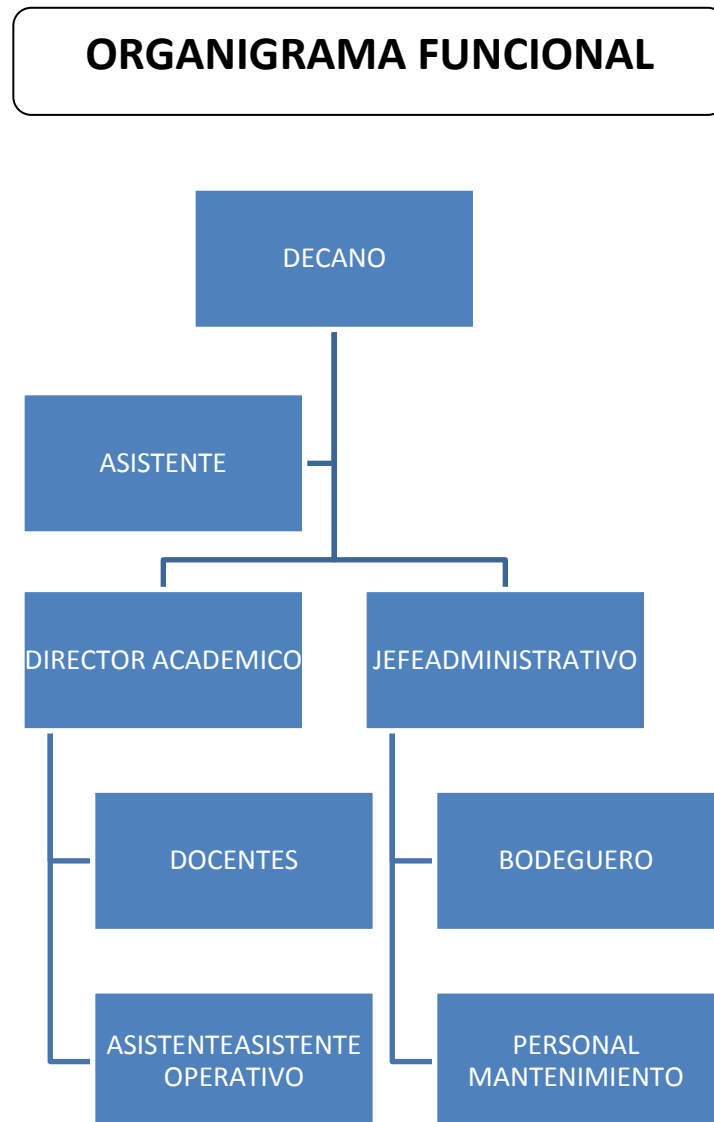 ORGANIGRAMA FUNCIONAL
DECANO
ASISTENTE
DIRECTOR ACADEMICO
JEFEADMINISTRATIVO
DOCENTES
BODEGUERO
ASISTENTEASISTENTE
OPERATIVO
PERSONAL
MANTENIMIENTO